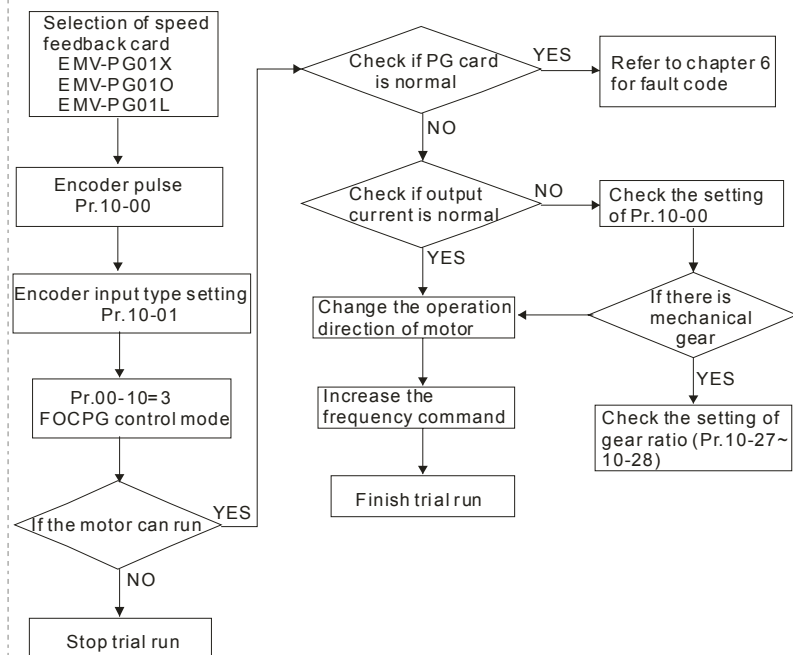 Selection of speed
feedback card
EMV-PG01X
EMV-PG01O
EMV-PG01L
Encoder pulse
Pr.10-00
Encoder input type setting
Pr.10-01
Pr.00-10=3
FOCPG control mode
If the motor can run
YES
NO
Stop trial run
Check if PG card
is normal
YES
Refer to chapter 6
for fault code
NO
Check if output
current is normal
NO
Check the setting
of Pr.10-00
YES
Change the operation
direction of motor
If there is
mechanical
gear
YES
Increase the
frequency command
Check the setting of
gear ratio (Pr.10-27~
10-28)
Finish trial run